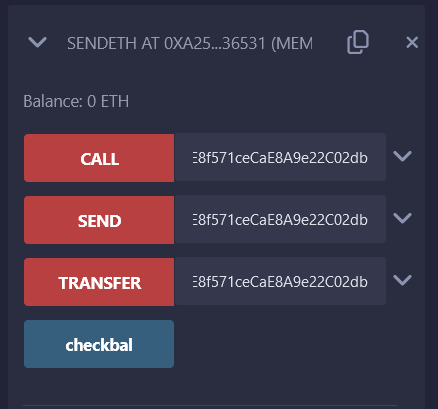 SENDETH AT 0XA25...36531 (MEM
Balance: 0 ETH
CALL E8f571ceCaE8A9e22C02db
SEND E8f571ceCaE8A9e22C02db
TRANSFER E8f571ceCaE8A9e22C02db
checkbal